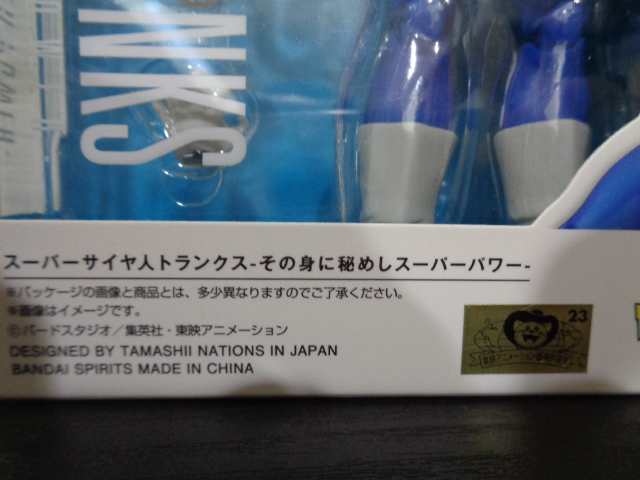 NKS
スーパーサイヤ人トランクス-その身に秘めしスーパーパワー-
※パッケージの画像と商品とは、多少異なりますのでご了承ください。
※画像はイメージです。
©バードスタジオ/集英社・東映アニメーション
DESIGNED BY TAMASHII NATIONS IN JAPAN
BANDAI SPIRITS MADE IN CHINA
23